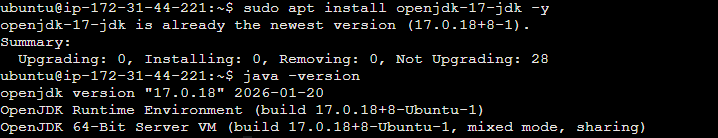 ubuntu@ip-172-31-44-221:~$ sudo apt install openjdk-17-jdk -y
openjdk-17-jdk is already the newest version (17.0.18+8-1).
Summary:
  Upgrading: 0, Installing: 0, Removing: 0, Not Upgrading: 28
ubuntu@ip-172-31-44-221:~$ java -version
openjdk version "17.0.18" 2026-01-20
OpenJDK Runtime Environment (build 17.0.18+8-Ubuntu-1)
OpenJDK 64-Bit Server VM (build 17.0.18+8-Ubuntu-1, mixed mode, sharing)